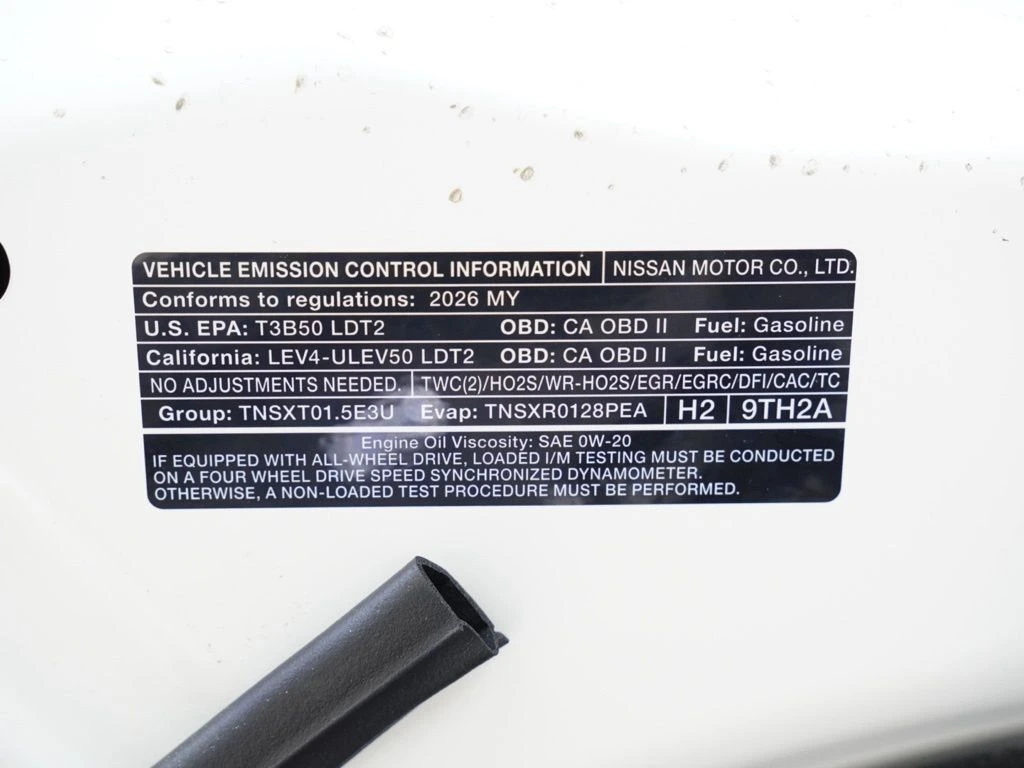 VEHICLE EMISSION CONTROL INFORMATION NISSAN MOTOR CO., LTD.
Conforms to regulations: 2026 MY
U.S. EPA: T3B50 LDT2 OBD: CA OBD II Fuel: Gasoline
California: LEV4-ULEV50 LDT2 OBD: CA OBD II Fuel: Gasoline
NO ADJUSTMENTS NEEDED. TWC(2)/HO2S/WR-HO2S/EGR/EGRC/DFI/CAC/TC
Group: TNSXT01.5E3U Evap: TNSXR0128PEA H2 9TH2A
Engine Oil Viscosity: SAE 0W-20
IF EQUIPPED WITH ALL-WHEEL DRIVE, LOADED I/M TESTING MUST BE CONDUCTED
ON A FOUR WHEEL DRIVE SPEED SYNCHRONIZED DYNAMOMETER.
OTHERWISE, A NON-LOADED TEST PROCEDURE MUST BE PERFORMED.